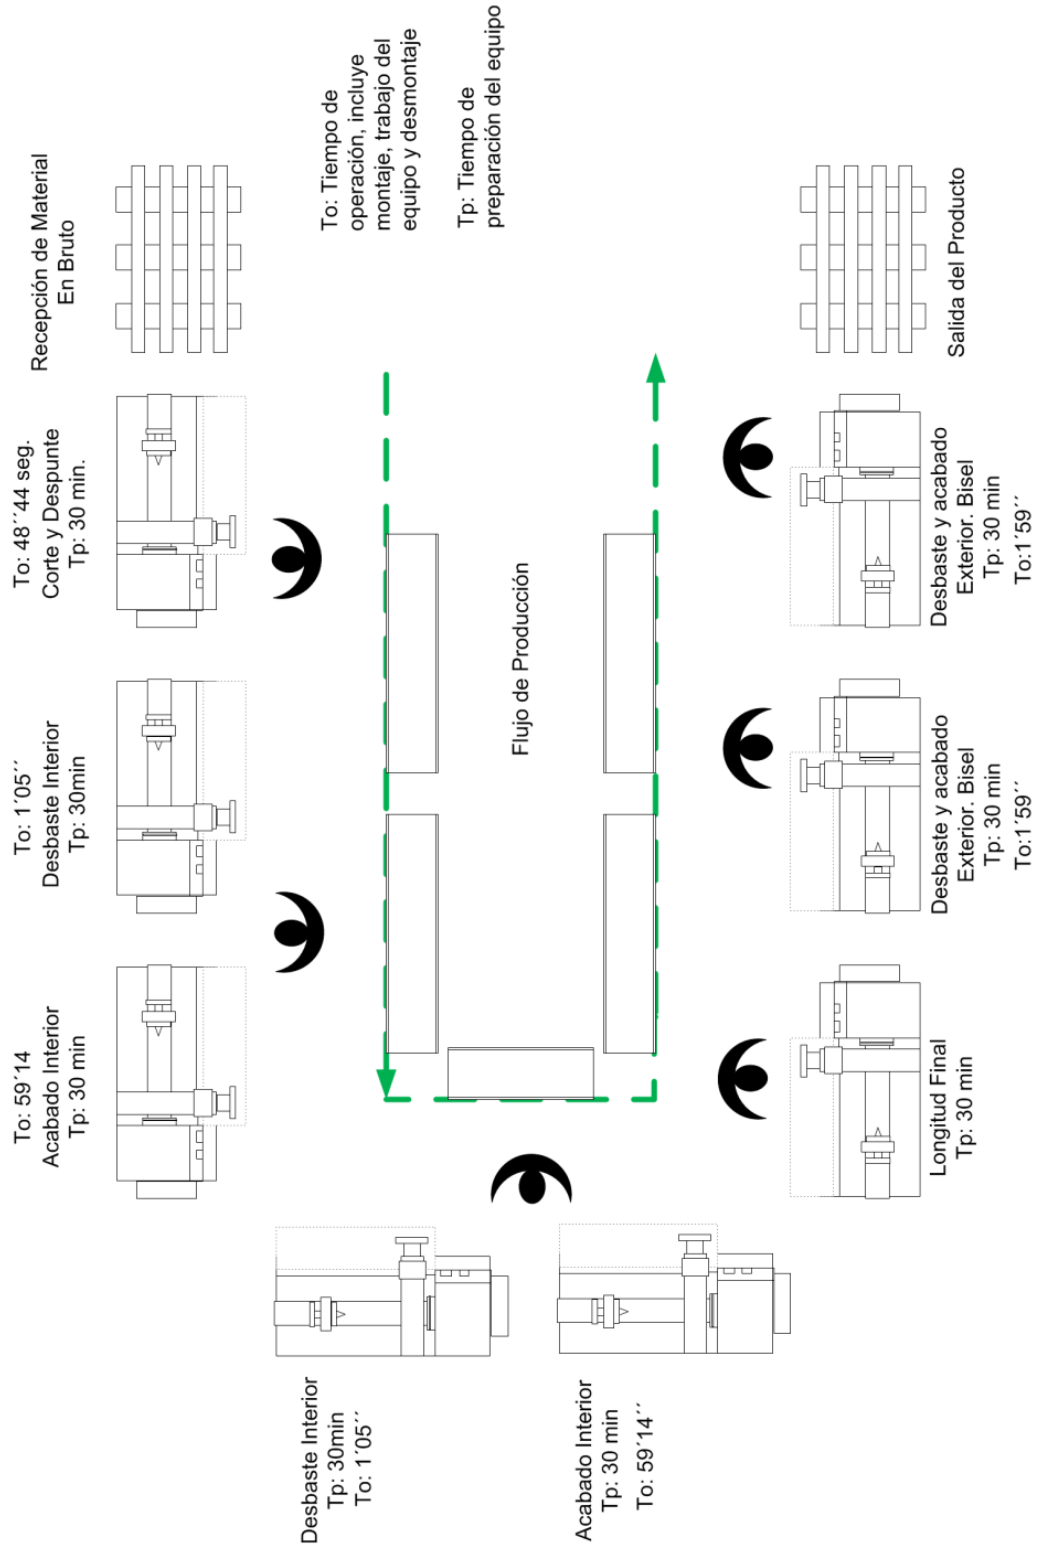 Recepción de Material
En Bruto
To: 48´´44 seg.
Corte y Despunte
Tp: 30 min.
To: 1´05´´
Desbaste Interior
Tp: 30min
To: 59´14
Acabado Interior
Tp: 30 min
Desbaste Interior
Tp: 30min
To: 1´05´´
Acabado Interior
Tp: 30 min
To: 59´14´´
Longitud Final
Tp: 30 min
Desbaste y acabado
Exterior. Bisel
Tp: 30 min
To:1´59´´
Desbaste y acabado
Exterior. Bisel
Tp: 30 min
To:1´59´´
Salida del Producto
Flujo de Producción
To: Tiempo de
operación, incluye
montaje, trabajo del
equipo y desmontaje
Tp: Tiempo de
preparación del equipo